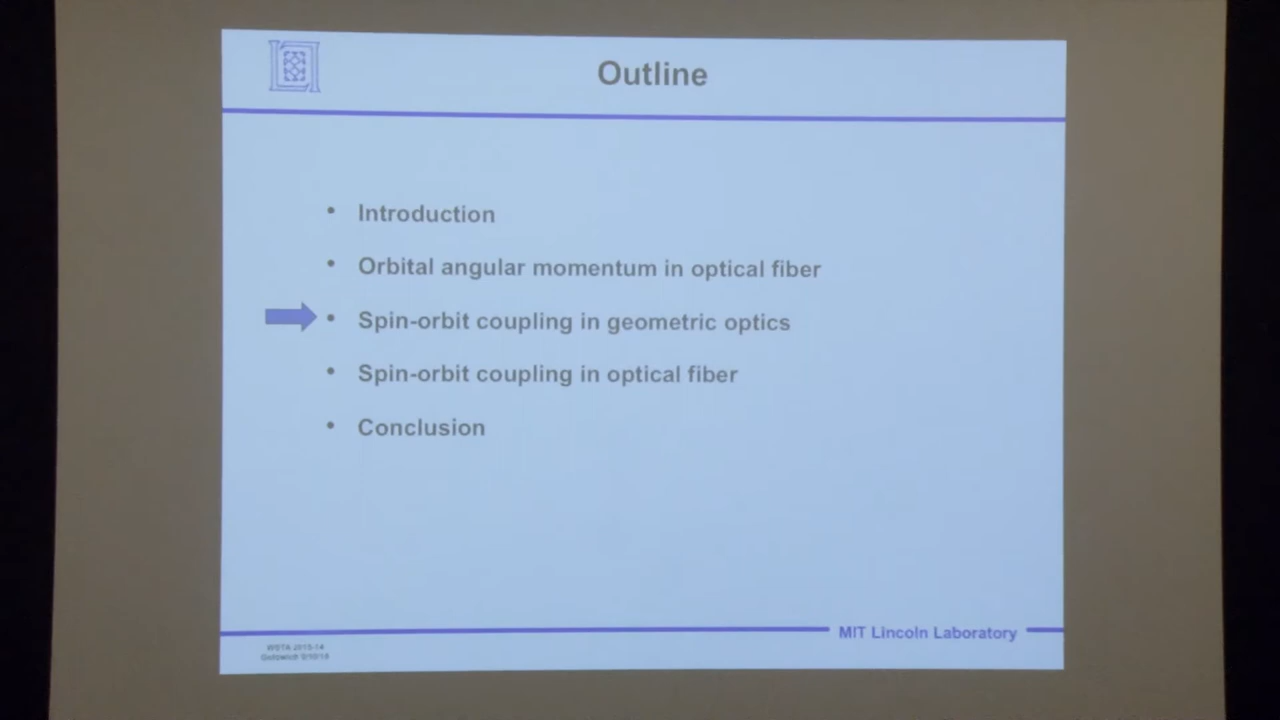 Outline
• Introduction
• Orbital angular momentum in optical fiber
• Spin-orbit coupling in geometric optics
• Spin-orbit coupling in optical fiber
• Conclusion
MIT Lincoln Laboratory